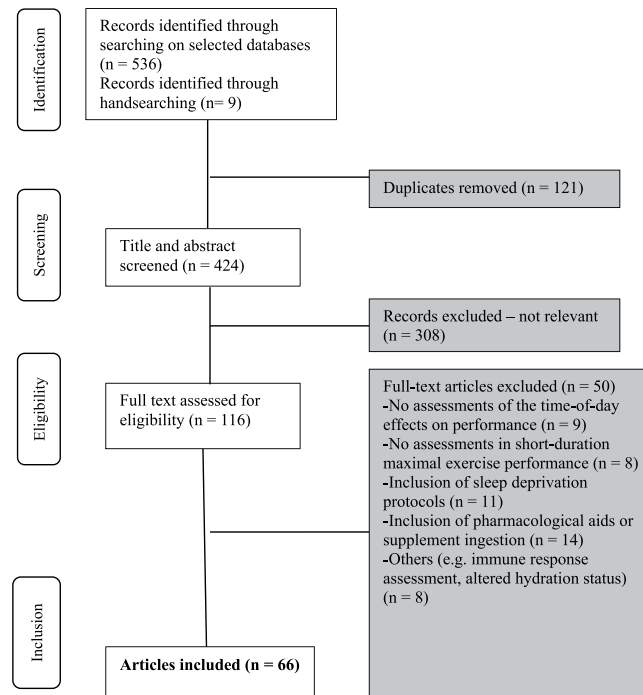 Identification
Records identified through
searching on selected databases
(n = 536)
Records identified through
handsearching (n= 9)
Duplicates removed (n = 121)
Screening
Title and abstract
screened (n = 424)
Records excluded – not relevant
(n = 308)
Eligibility
Full text assessed for
eligibility (n = 116)
Full-text articles excluded (n = 50)
-No assessments of the time-of-day
effects on performance (n = 9)
-No assessments in short-duration
maximal exercise performance (n = 8)
-Inclusion of sleep deprivation
protocols (n = 11)
-Inclusion of pharmacological aids or
supplement ingestion (n = 14)
-Others (e.g. immune response
assessment, altered hydration status)
(n = 8)
Inclusion
Articles included (n = 66)